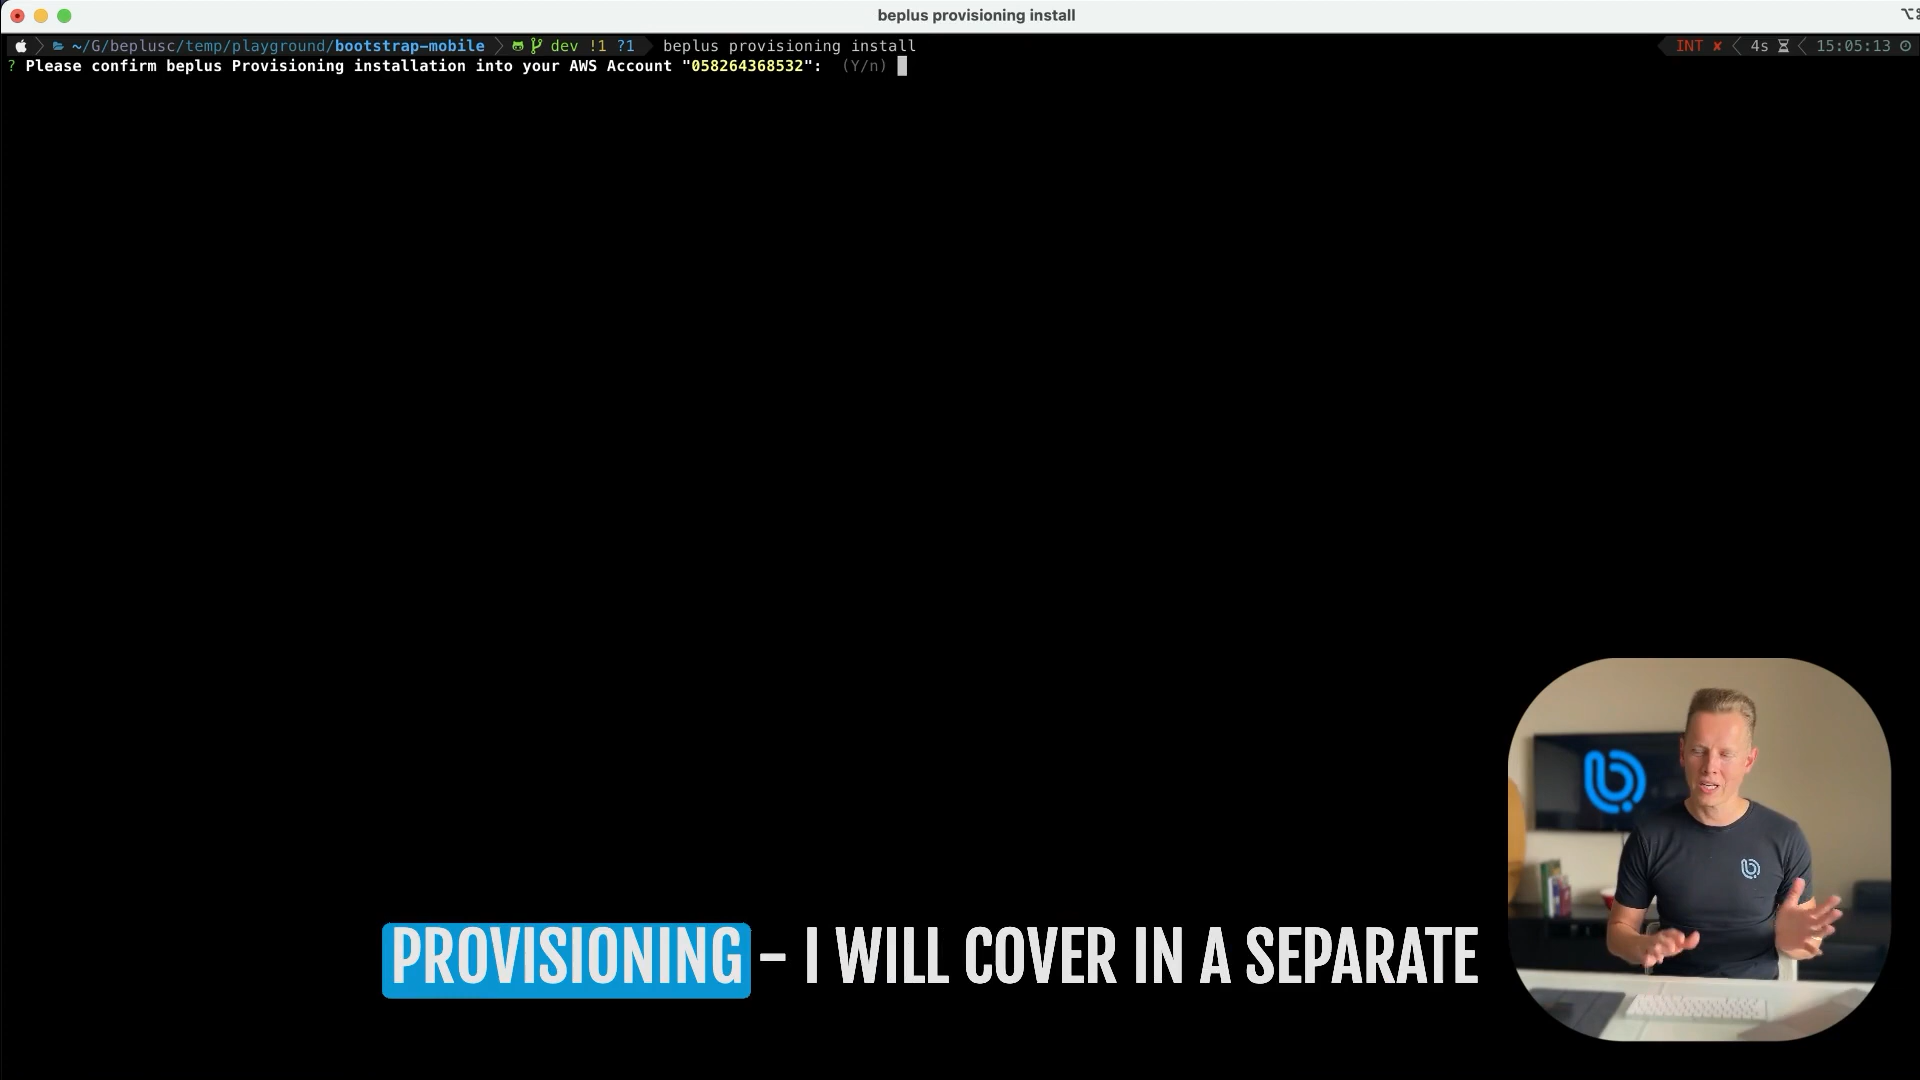 beplus provisioning install
~/G/beplusc/temp/playground/bootstrap-mobile dev !1 ?1 beplus provisioning install INT ✘ 4s 15:05:13
? Please confirm beplus Provisioning installation into your AWS Account "058264368532": (Y/n)
PROVISIONING – I WILL COVER IN A SEPARATE